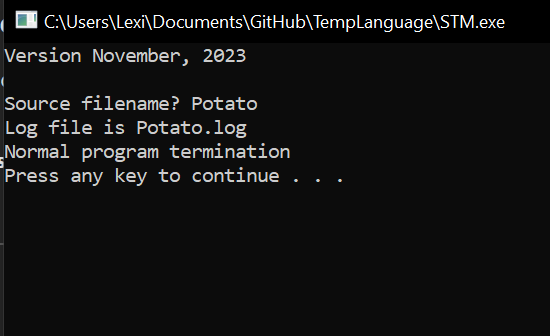 C:\Users\Lexi\Documents\GitHub\TempLanguage\STM.exe
Version November, 2023
Source filename? Potato
Log file is Potato.log
Normal program termination
Press any key to continue . . .